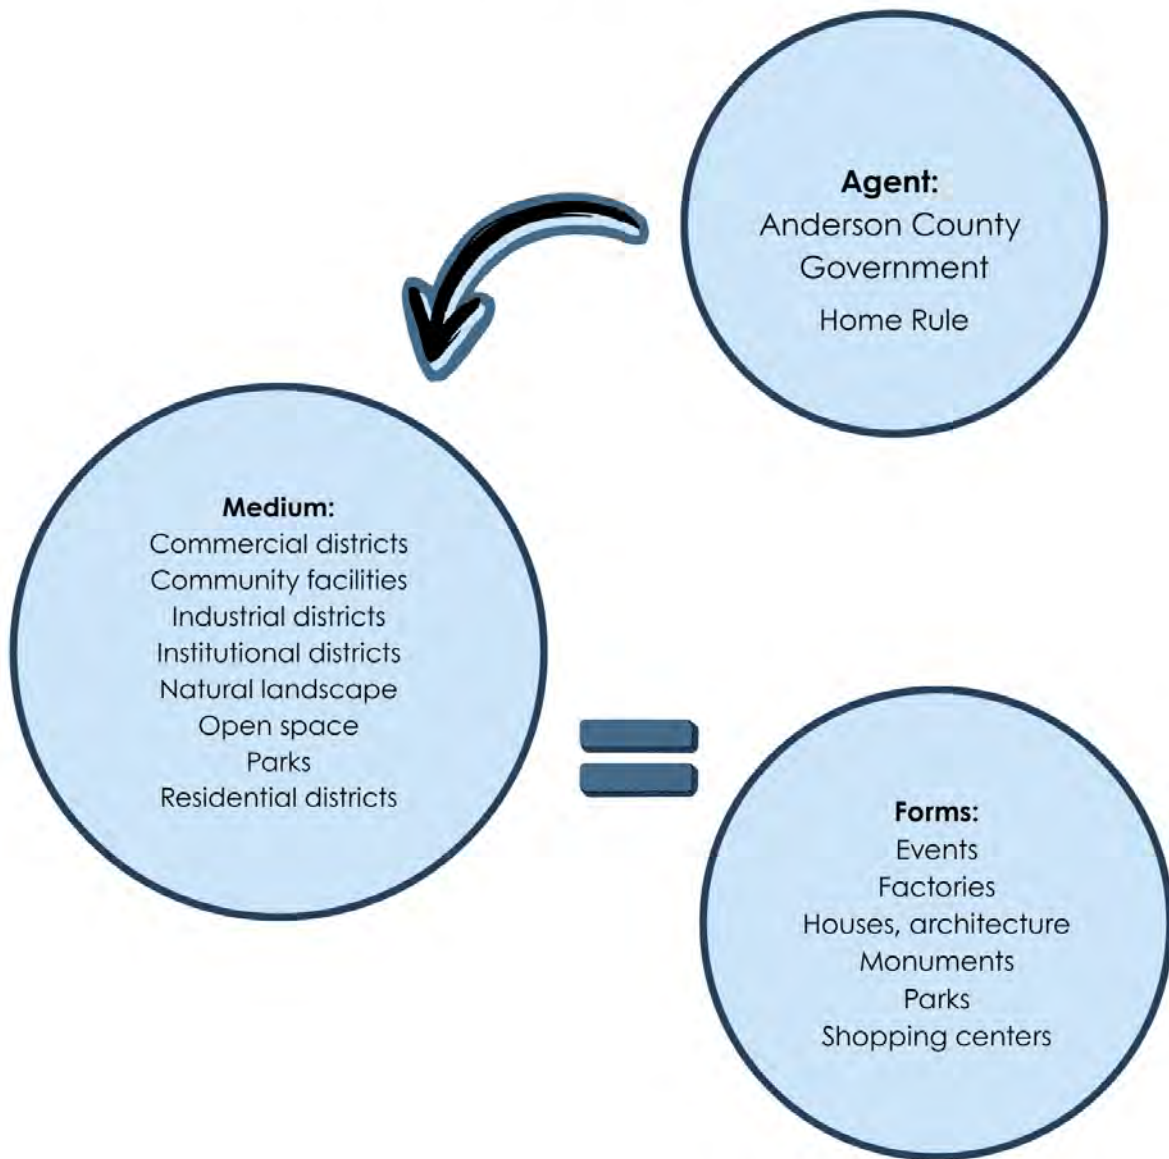 Agent:
Anderson County
Government
Home Rule
Medium:
Commercial districts
Community facilities
Industrial districts
Institutional districts
Natural landscape
Open space
Parks
Residential districts
Forms:
Events
Factories
Houses, architecture
Monuments
Parks
Shopping centers